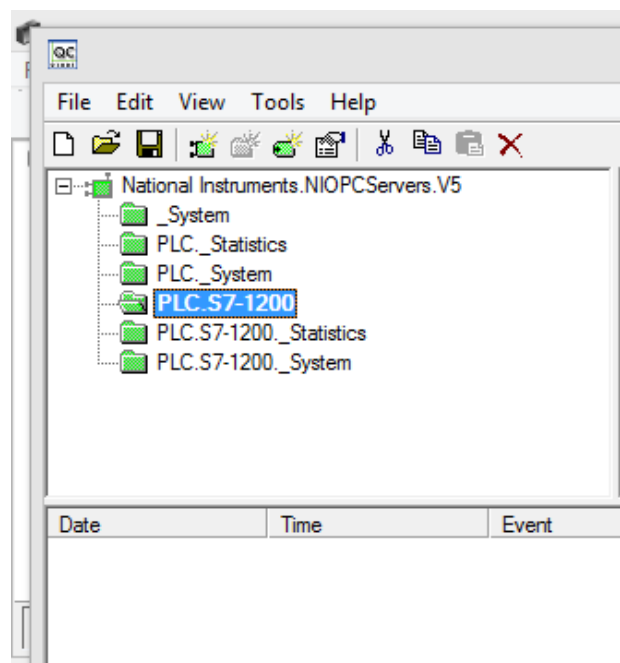 QC
File Edit View Tools Help
National Instruments.NIOPCServers.V5
_System
PLC._Statistics
PLC._System
PLC.S7-1200
PLC.S7-1200._Statistics
PLC.S7-1200._System
Date Time Event